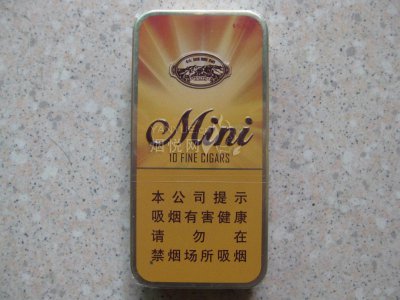 Mini
10 FINE CIGARS
本公司提示
吸烟有害健康
请勿在
禁烟场所吸烟